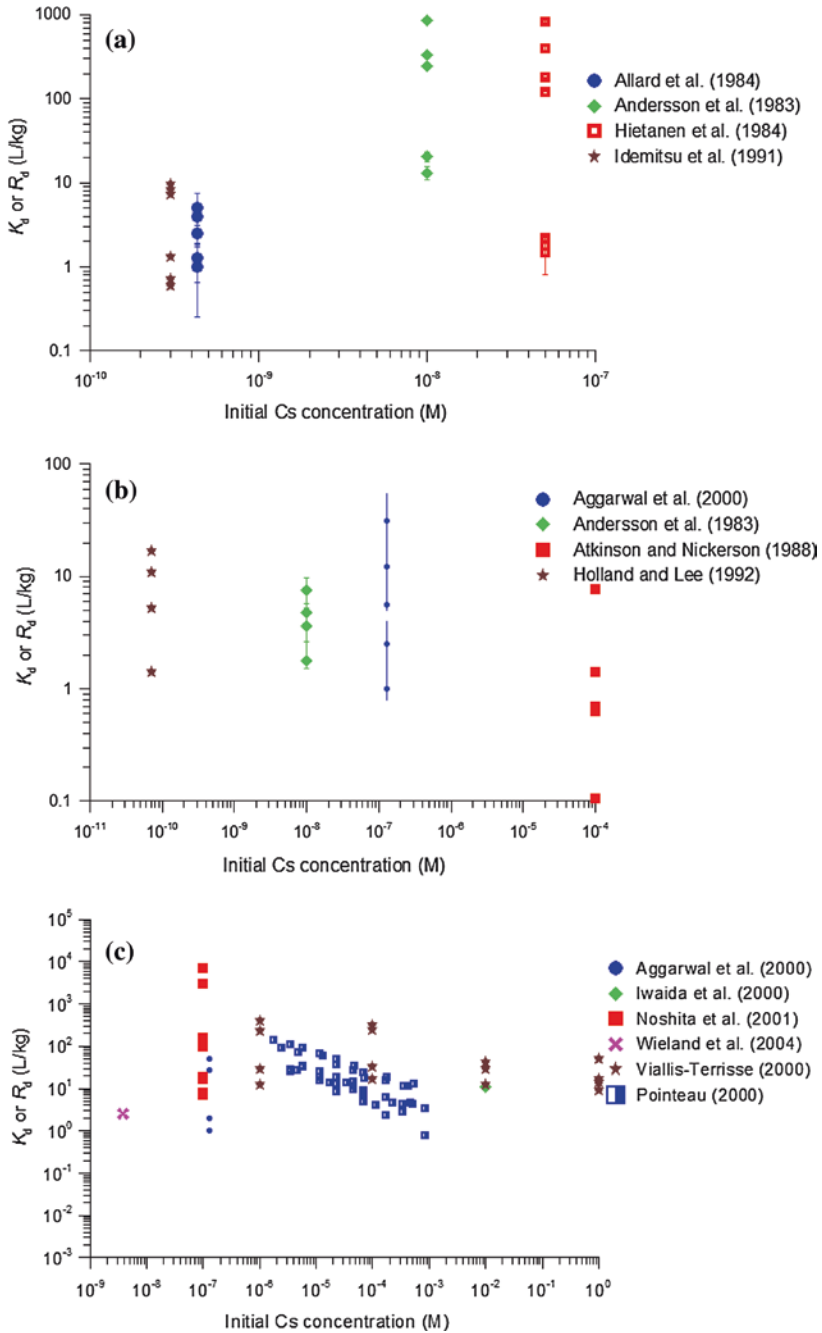 (a)
1000
100
10
1
0.1
K_d or R_d (L/kg)
10^-10
10^-9
10^-8
10^-7
Initial Cs concentration (M)
Allard et al. (1984)
Andersson et al. (1983)
Hietanen et al. (1984)
Idemitsu et al. (1991)
(b)
100
10
1
0.1
K_d or R_d (L/kg)
10^-11
10^-10
10^-9
10^-8
10^-7
10^-6
10^-5
10^-4
Initial Cs concentration (M)
Aggarwal et al. (2000)
Andersson et al. (1983)
Atkinson and Nickerson (1988)
Holland and Lee (1992)
(c)
10^5
10^4
10^3
10^2
10^1
10^0
10^-1
10^-2
10^-3
K_d or R_d (L/kg)
10^-9
10^-8
10^-7
10^-6
10^-5
10^-4
10^-3
10^-2
10^-1
10^0
Initial Cs concentration (M)
Aggarwal et al. (2000)
Iwaida et al. (2000)
Noshita et al. (2001)
Wieland et al. (2004)
Viallis-Terrisse (2000)
Pointeau (2000)